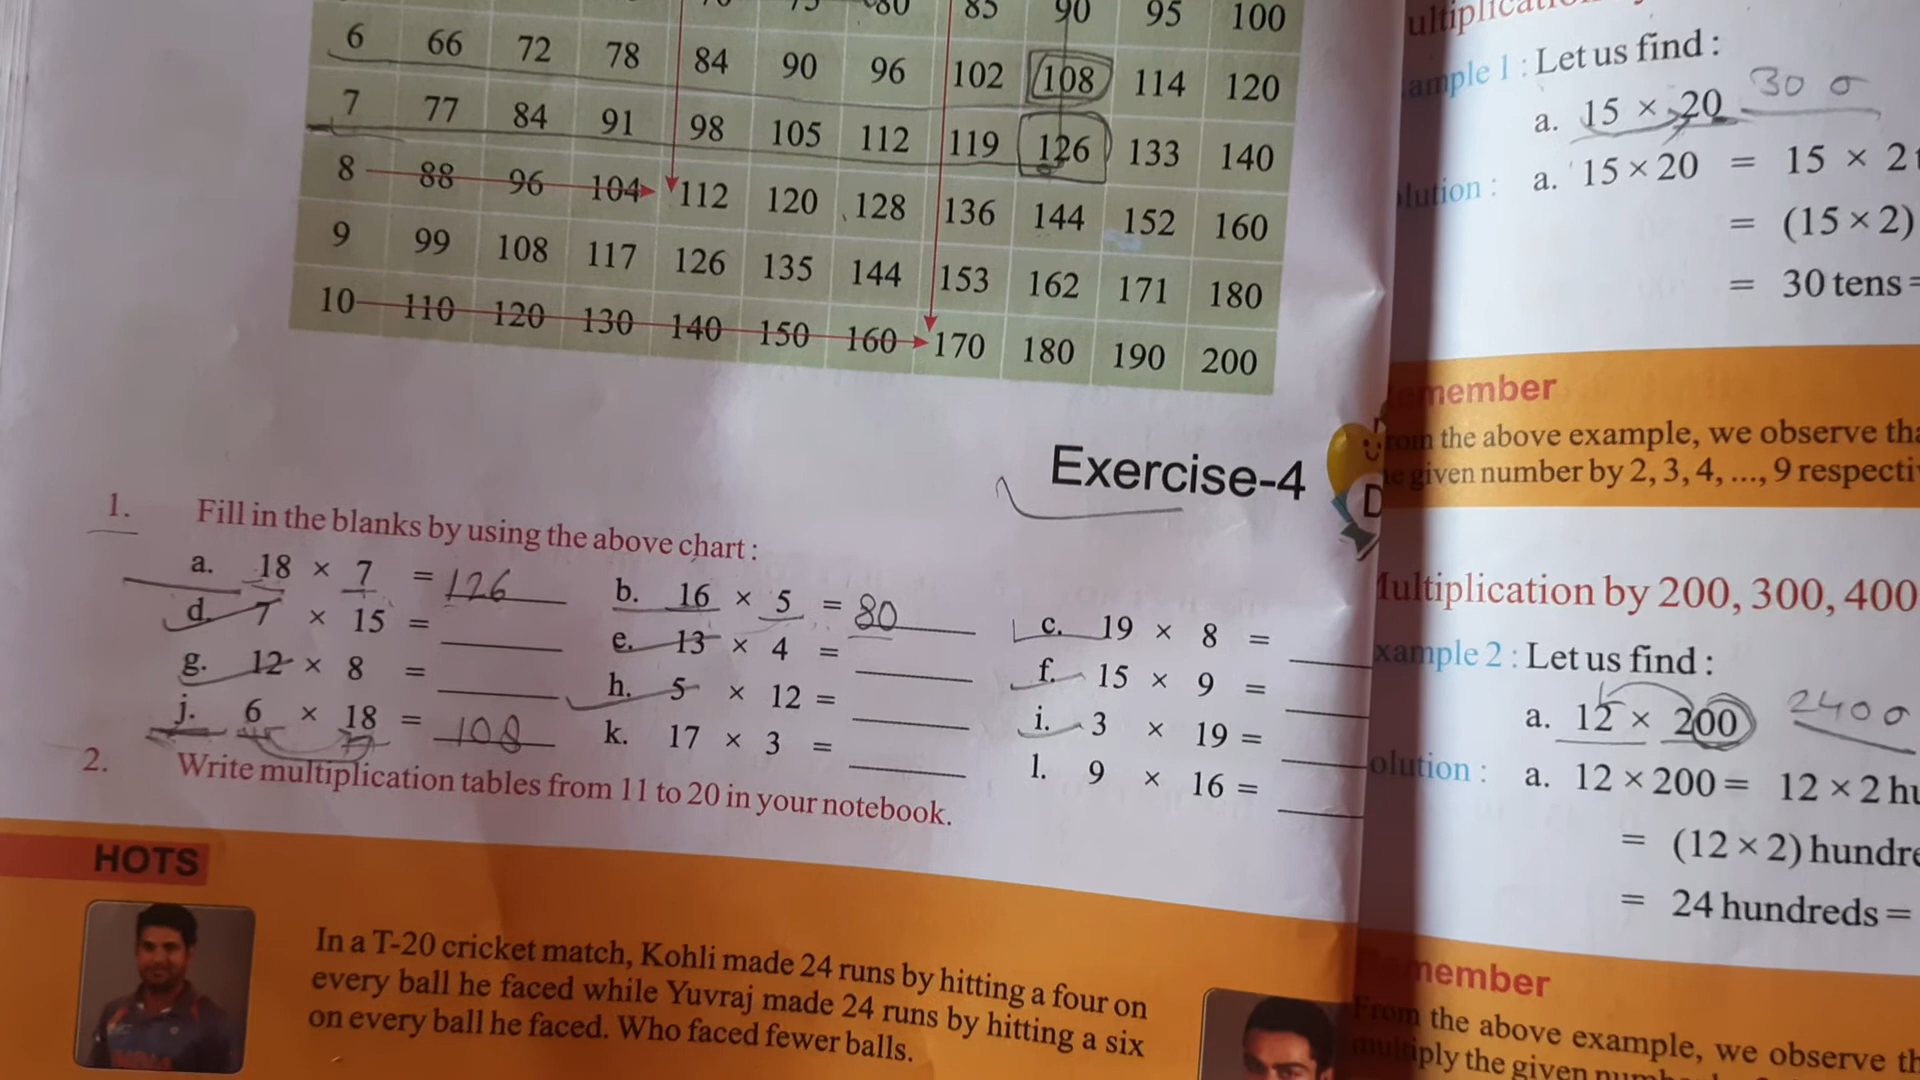 80 85 90 95 100
6 66 72 78 84 90 96 102 108 114 120
7 77 84 91 98 105 112 119 126 133 140
8 88 96 104 112 120 128 136 144 152 160
9 99 108 117 126 135 144 153 162 171 180
10 110 120 130 140 150 160 170 180 190 200
Exercise-4
1. Fill in the blanks by using the above chart :
a. 18 × 7 = 126
b. 16 × 5 = 80
c. 19 × 8 =
d. 7 × 15 =
e. 13 × 4 =
f. 15 × 9 =
g. 12 × 8 =
h. 5 × 12 =
i. 3 × 19 =
j. 6 × 18 = 108
k. 17 × 3 =
l. 9 × 16 =
2. Write multiplication tables from 11 to 20 in your notebook.
HOTS
In a T-20 cricket match, Kohli made 24 runs by hitting a four on
every ball he faced while Yuvraj made 24 runs by hitting a six
on every ball he faced. Who faced fewer balls.
: Let us find :
a. 15 × 20 300
a. 15 × 20 = 15 × 2
= (15 × 2)
= 30 tens =
the above example, we observe
given number by 2, 3, 4, ..., 9
by 200, 300, 400
2 : Let us find :
a. 12 × 200 2400
: a. 12 × 200 = 12 × 2
= (12 × 2)
= 24 hundreds =
the above example, we observe
the given